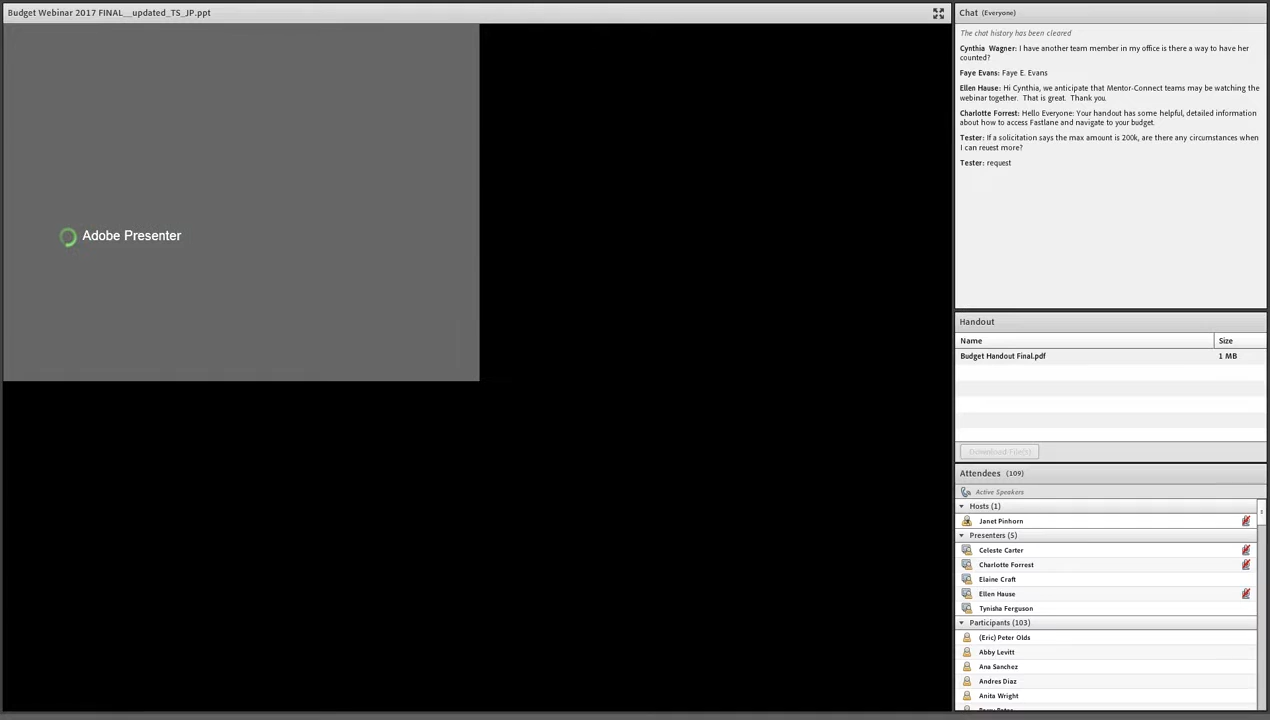 Budget Webinar 2017 FINAL__updated_TS_JP.ppt
Adobe Presenter
Chat (Everyone)
The chat history has been cleared
Cynthia Wagner: I have another team member in my office is there a way to have her
counted?
Faye Evans: Faye E. Evans
Ellen Hause: Hi Cynthia, we anticipate that Mentor-Connect teams may be watching the
webinar together. That is great. Thank you.
Charlotte Forrest: Hello Everyone: Your handout has some helpful, detailed information
about how to access Fastlane and navigate to your budget.
Tester: If a solicitation says the max amount is 200k, are there any circumstances when
I can reuest more?
Tester: request
Handout
Name Size
Budget Handout Final.pdf 1 MB
Download File(s)
Attendees (109)
Active Speakers
Hosts (1)
Janet Pinhorn
Presenters (5)
Celeste Carter
Charlotte Forrest
Elaine Craft
Ellen Hause
Tynisha Ferguson
Participants (103)
(Eric) Peter Olds
Abby Levitt
Ana Sanchez
Andres Diaz
Anita Wright